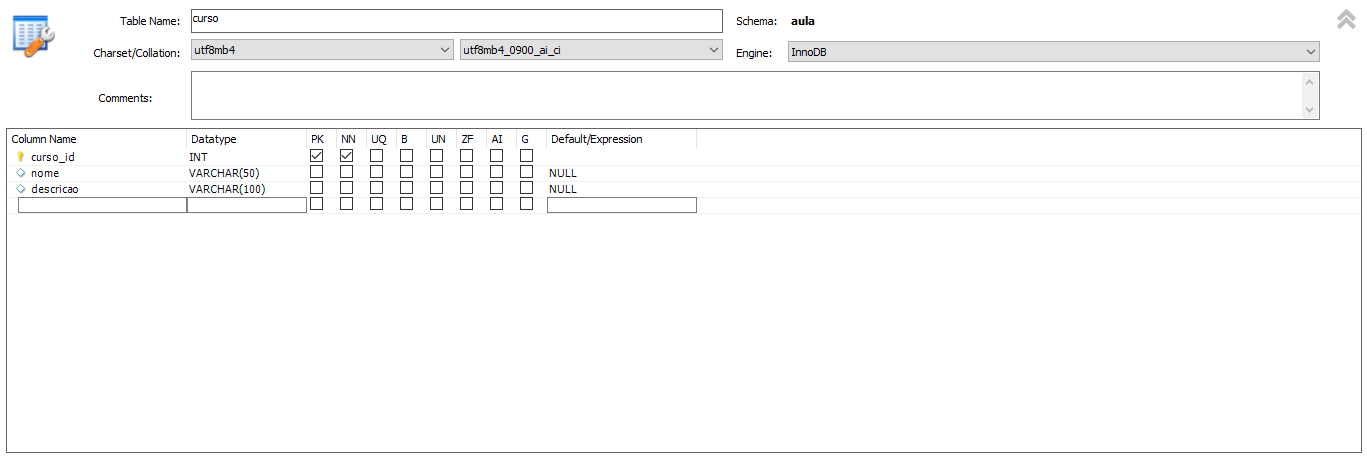 Table Name: curso Schema: aula
Charset/Collation: utf8mb4 utf8mb4_0900_ai_ci Engine: InnoDB
Comments:
Column Name Datatype PK NN UQ B UN ZF AI G Default/Expression
curso_id INT
nome VARCHAR(50) NULL
descricao VARCHAR(100) NULL